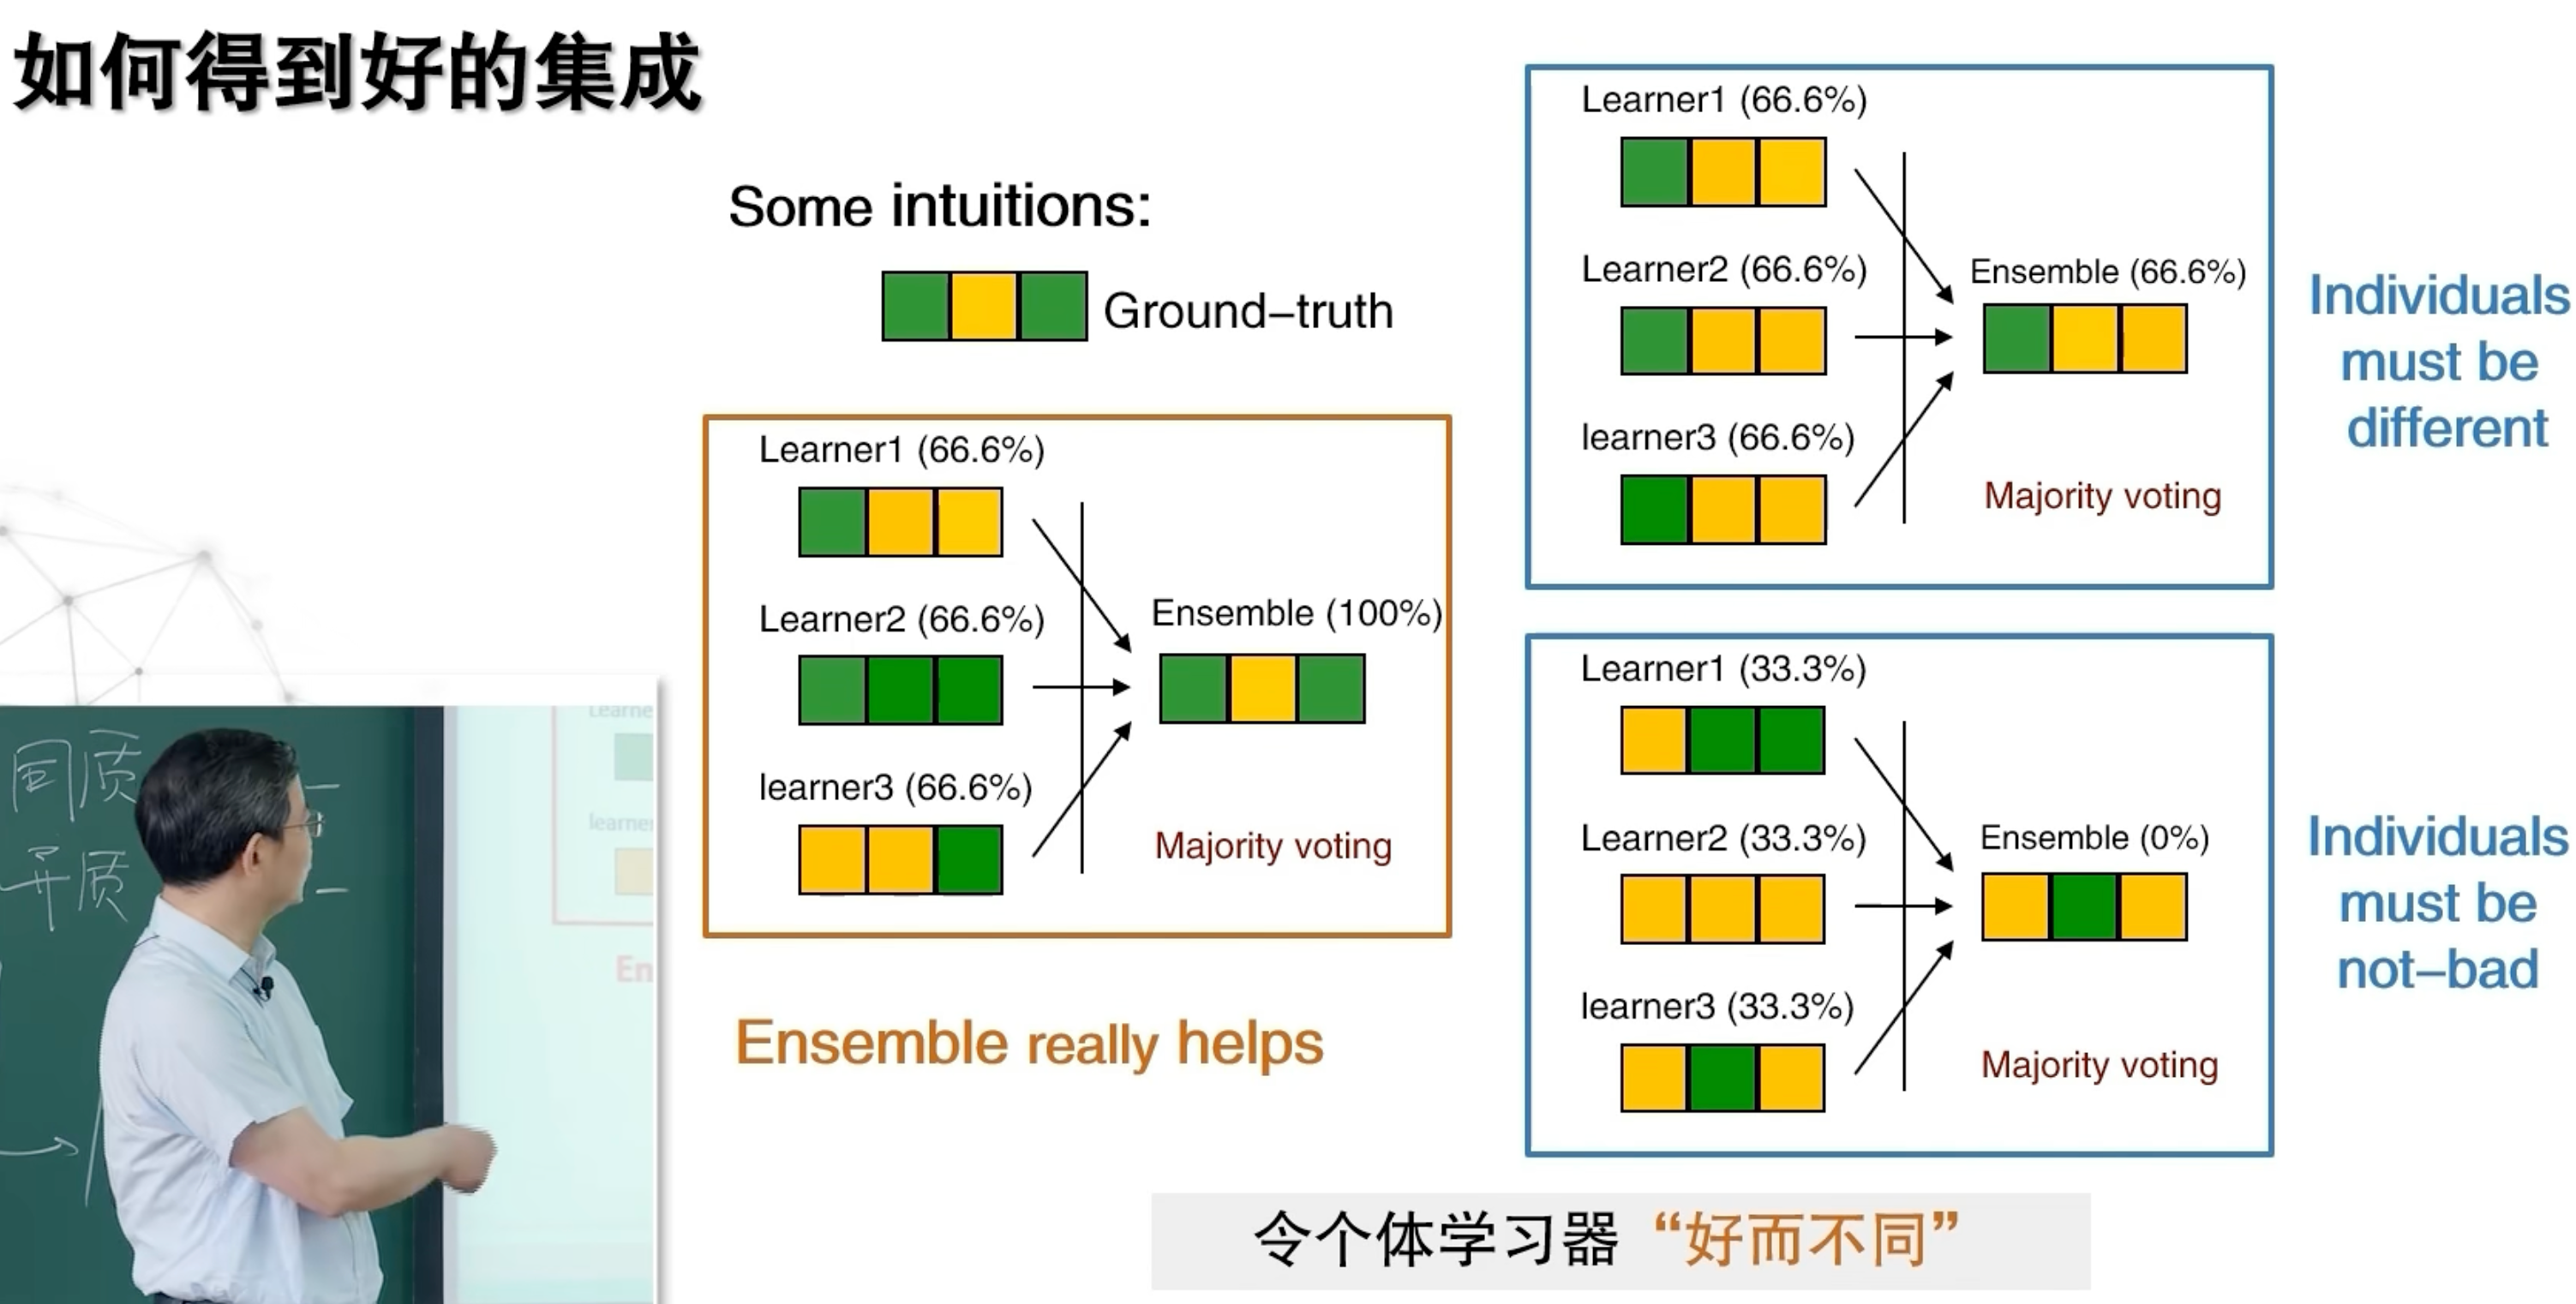 如何得到好的集成
Some intuitions:
Ground–truth
Learner1 (66.6%)
Learner2 (66.6%)
learner3 (66.6%)
Ensemble (100%)
Majority voting
Ensemble really helps
Learner1 (66.6%)
Learner2 (66.6%)
learner3 (66.6%)
Ensemble (66.6%)
Majority voting
Individuals
must be
different
Learner1 (33.3%)
Learner2 (33.3%)
learner3 (33.3%)
Ensemble (0%)
Majority voting
Individuals
must be
not–bad
令个体学习器“好而不同”
同质
异质
Learne
learner
En